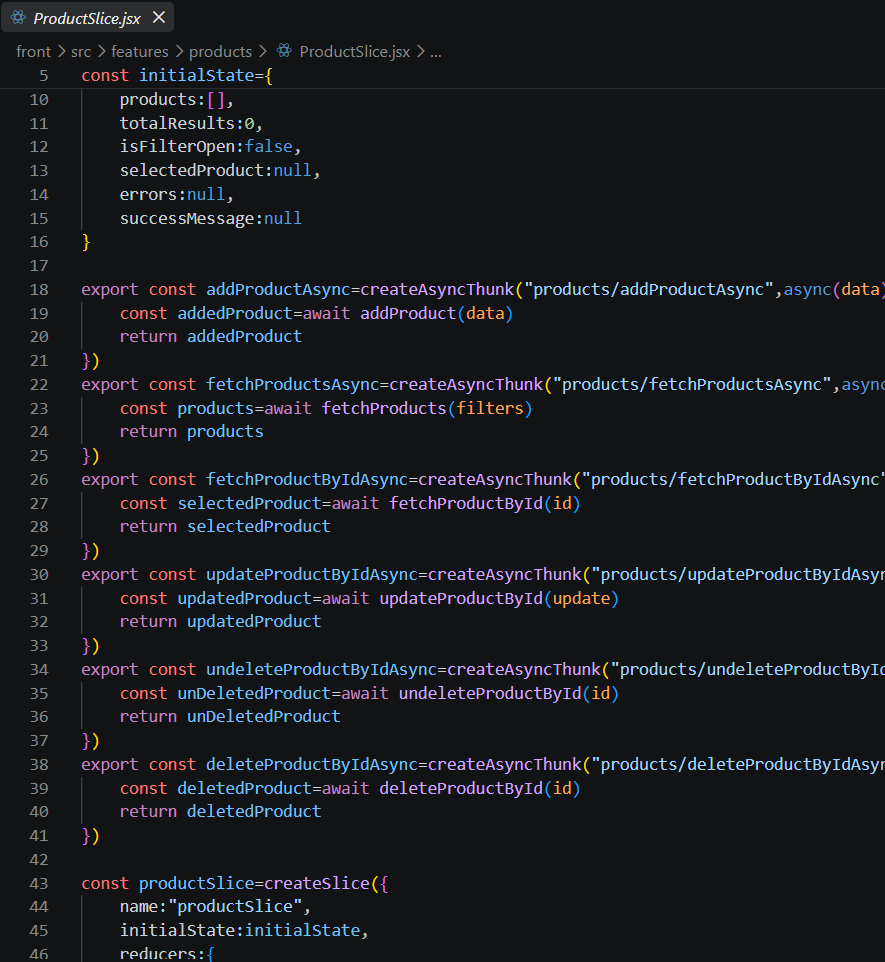 ProductSlice.jsx
front > src > features > products > ProductSlice.jsx > ...
5 const initialState={
10 products:[],
11 totalResults:0,
12 isFilterOpen:false,
13 selectedProduct:null,
14 errors:null,
15 successMessage:null
16 }
17
18 export const addProductAsync=createAsyncThunk("products/addProductAsync",async(data)
19 const addedProduct=await addProduct(data)
20 return addedProduct
21 })
22 export const fetchProductsAsync=createAsyncThunk("products/fetchProductsAsync",async
23 const products=await fetchProducts(filters)
24 return products
25 })
26 export const fetchProductByIdAsync=createAsyncThunk("products/fetchProductByIdAsync"
27 const selectedProduct=await fetchProductById(id)
28 return selectedProduct
29 })
30 export const updateProductByIdAsync=createAsyncThunk("products/updateProductByIdAsyn
31 const updatedProduct=await updateProductById(update)
32 return updatedProduct
33 })
34 export const undeleteProductByIdAsync=createAsyncThunk("products/undeleteProductById
35 const unDeletedProduct=await undeleteProductById(id)
36 return unDeletedProduct
37 })
38 export const deleteProductByIdAsync=createAsyncThunk("products/deleteProductByIdAsyn
39 const deletedProduct=await deleteProductById(id)
40 return deletedProduct
41 })
42
43 const productSlice=createSlice({
44 name:"productSlice",
45 initialState:initialState,
46 reducers:{